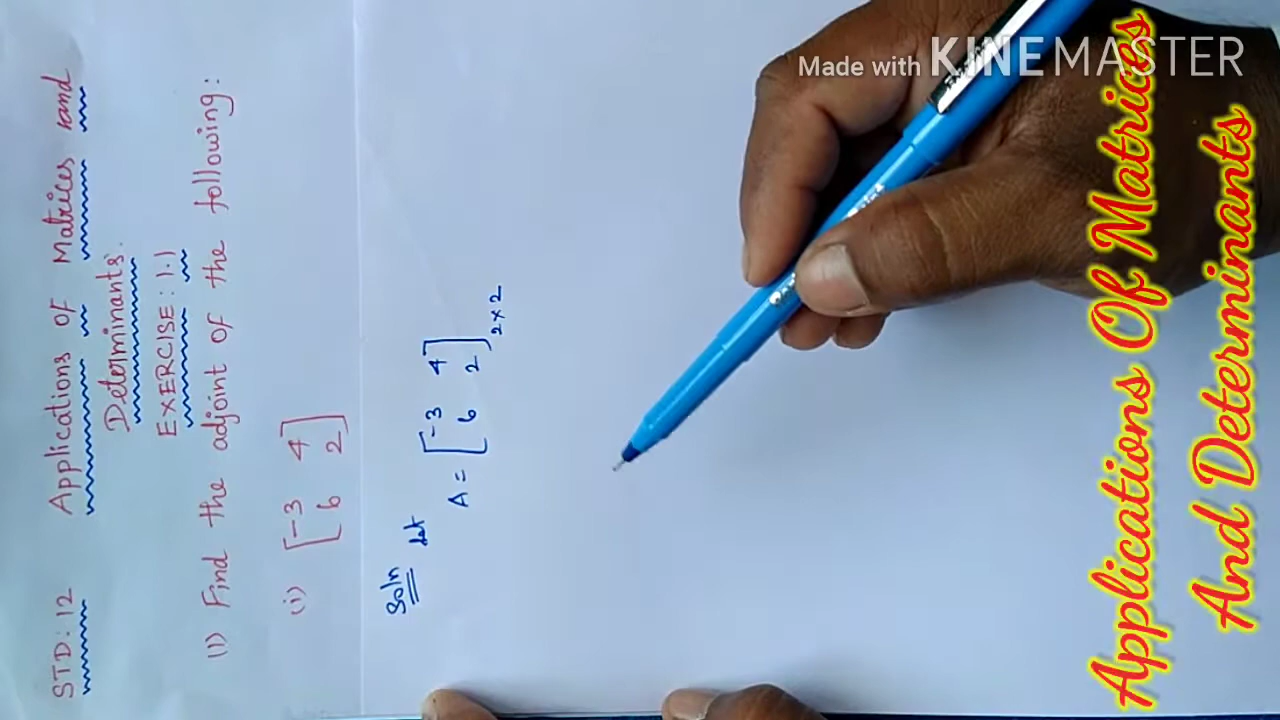 STD: 12 Applications of Matrices and
Determinants.
EXERCISE: 1.1
(1) Find the adjoint of the following:
(i) [-3 4
6 2]
Soln
let
A = [-3 4
6 2] 2×2
Made with KINEMASTER
Applications Of Matrices
And Determinants